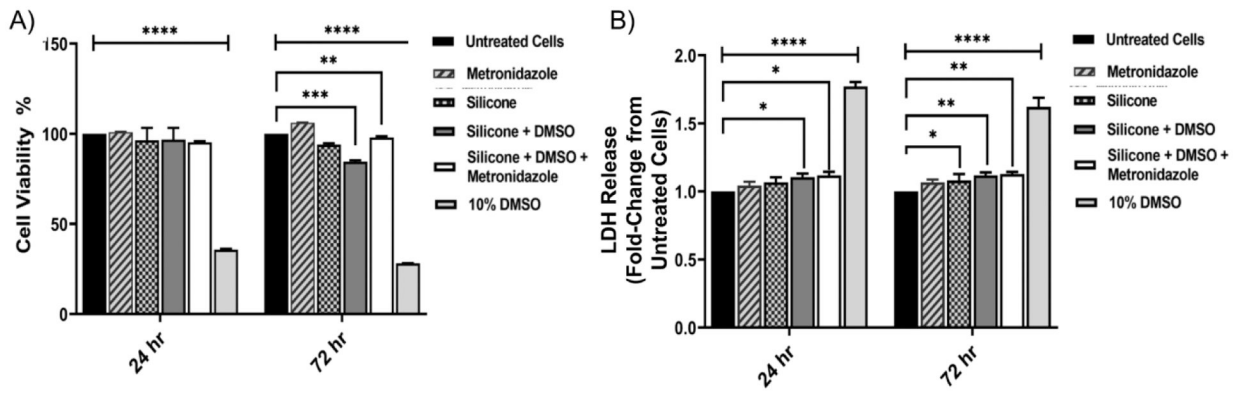 A)
Cell Viability %
150
100
50
0
****
****
**
***
24 hr
72 hr
Untreated Cells
Metronidazole
Silicone
Silicone + DMSO
Silicone + DMSO +
Metronidazole
10% DMSO
B)
LDH Release
(Fold-Change from
Untreated Cells)
2.0
1.5
1.0
0.5
0.0
****
*
*
****
**
**
*
24 hr
72 hr
Untreated Cells
Metronidazole
Silicone
Silicone + DMSO
Silicone + DMSO +
Metronidazole
10% DMSO